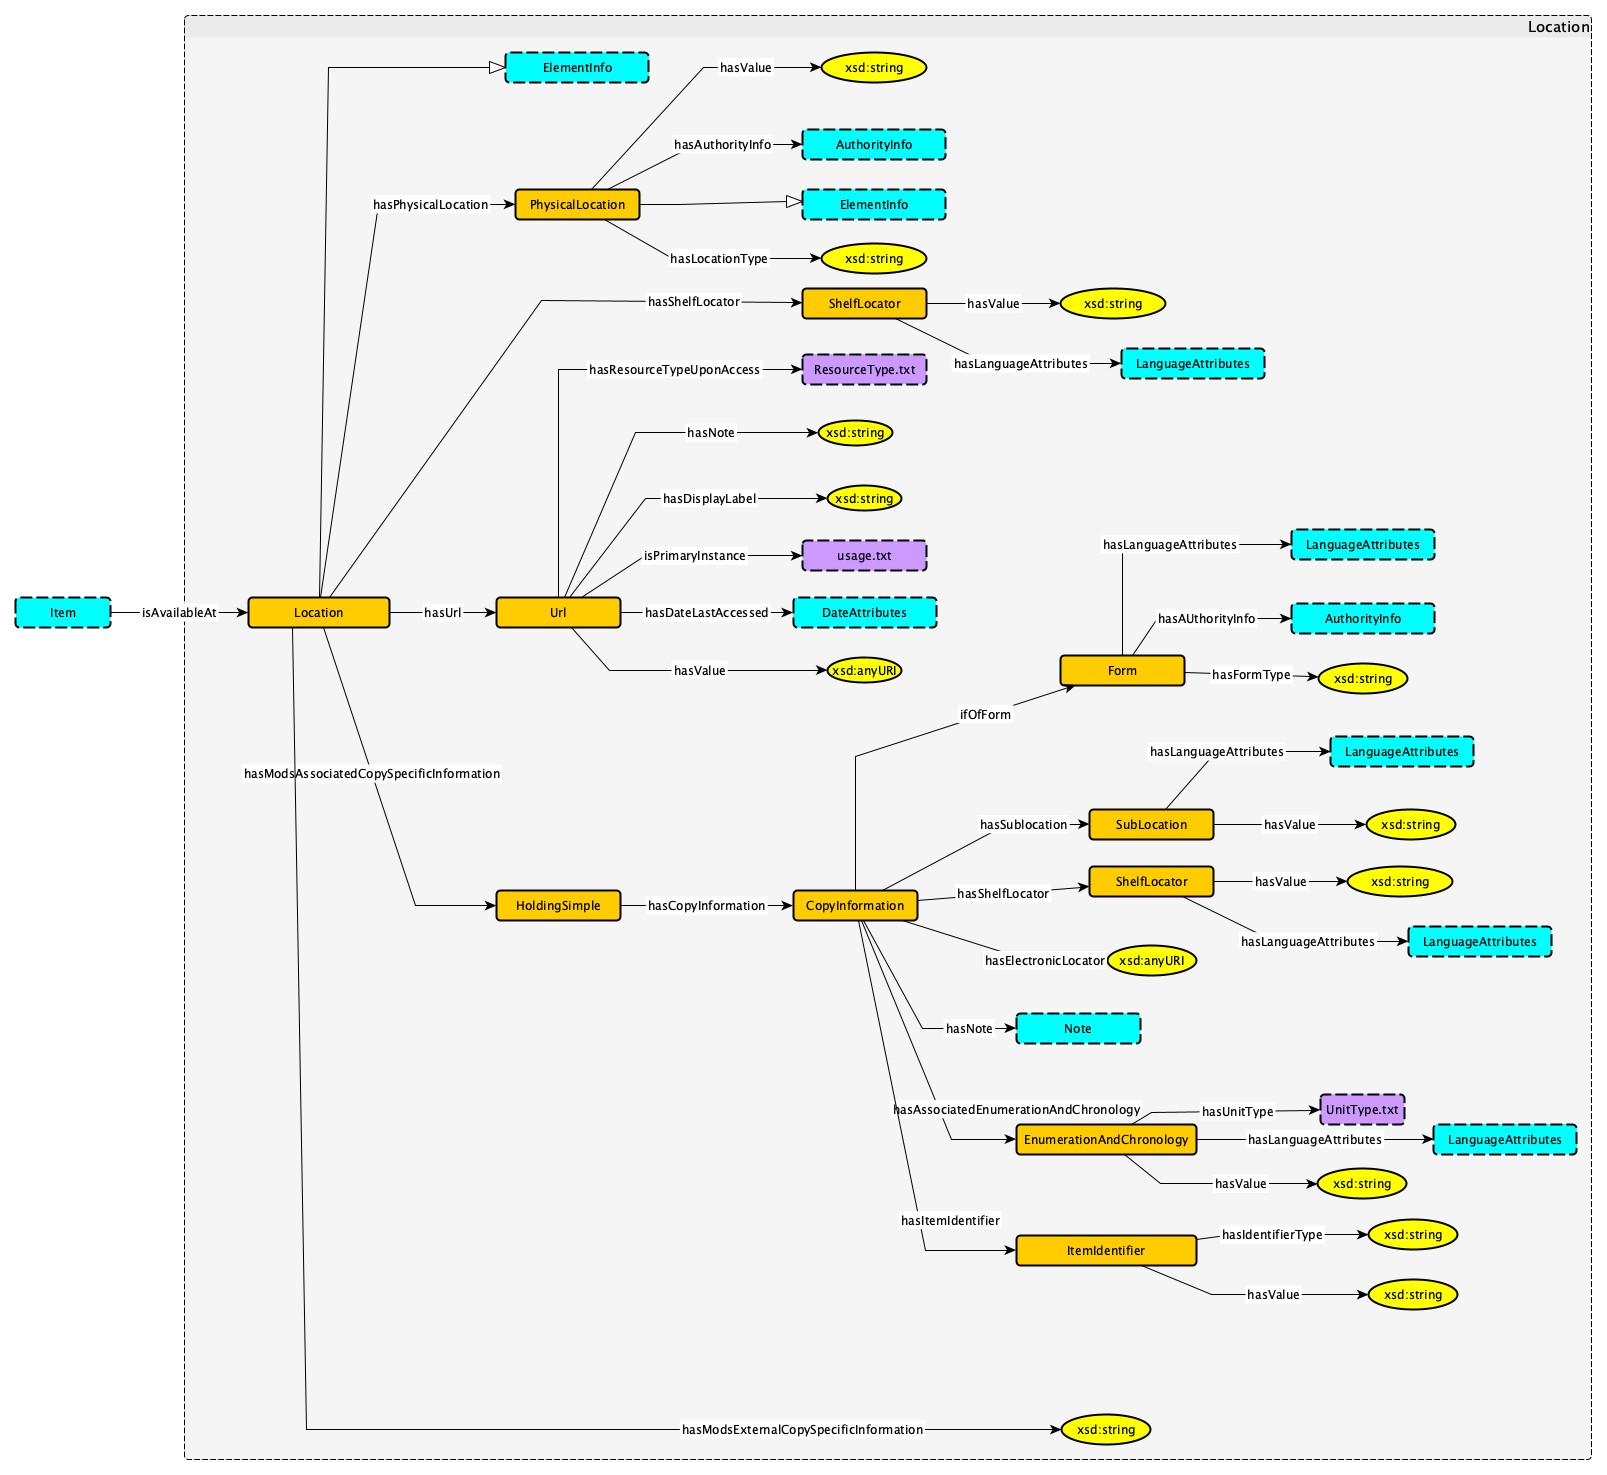 Location
ElementInfo
hasValue
xsd:string
hasAuthorityInfo
AuthorityInfo
hasPhysicalLocation
PhysicalLocation
ElementInfo
hasLocationType
xsd:string
hasShelfLocator
ShelfLocator
hasValue
xsd:string
hasLanguageAttributes
LanguageAttributes
hasResourceTypeUponAccess
ResourceType.txt
hasNote
xsd:string
hasDisplayLabel
xsd:string
isPrimaryInstance
usage.txt
Item
isAvailableAt
Location
hasUrl
Url
hasDateLastAccessed
DateAttributes
hasValue
xsd:anyURI
hasLanguageAttributes
LanguageAttributes
hasAUthorityInfo
AuthorityInfo
Form
hasFormType
xsd:string
ifOfForm
hasModsAssociatedCopySpecificInformation
hasLanguageAttributes
LanguageAttributes
hasSublocation
SubLocation
hasValue
xsd:string
HoldingSimple
hasCopyInformation
CopyInformation
hasShelfLocator
ShelfLocator
hasValue
xsd:string
hasLanguageAttributes
LanguageAttributes
hasElectronicLocator
xsd:anyURI
hasNote
Note
hasAssociatedEnumerationAndChronology
hasUnitType
UnitType.txt
EnumerationAndChronology
hasLanguageAttributes
LanguageAttributes
hasValue
xsd:string
hasItemIdentifier
ItemIdentifier
hasIdentifierType
xsd:string
hasValue
xsd:string
hasModsExternalCopySpecificInformation
xsd:string